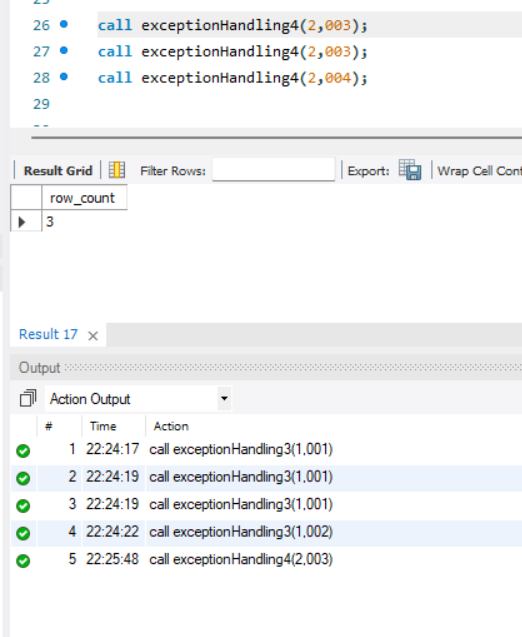 26 call exceptionHandling4(2,003);
27 call exceptionHandling4(2,003);
28 call exceptionHandling4(2,004);
29
Result Grid Filter Rows: Export: Wrap Cell Cont
row_count
3
Result 17
Output
Action Output
# Time Action
1 22:24:17 call exceptionHandling3(1,001)
2 22:24:19 call exceptionHandling3(1,001)
3 22:24:19 call exceptionHandling3(1,001)
4 22:24:22 call exceptionHandling3(1,002)
5 22:25:48 call exceptionHandling4(2,003)